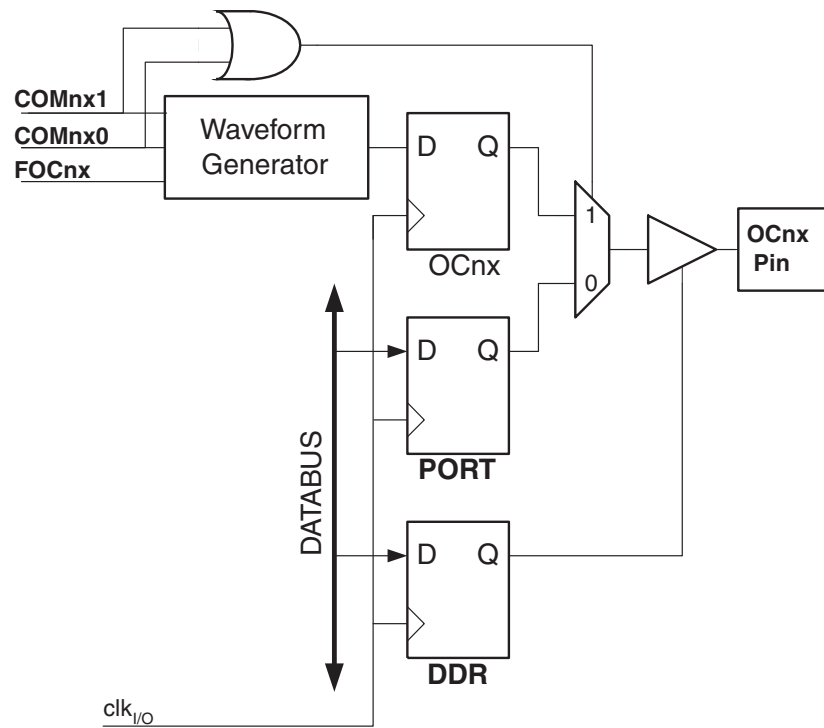 COMnx1
COMnx0
FOCnx
Waveform
Generator
D Q
OCnx
1
0
OCnx
Pin
D Q
PORT
D Q
DDR
DATABUS
clkI/O